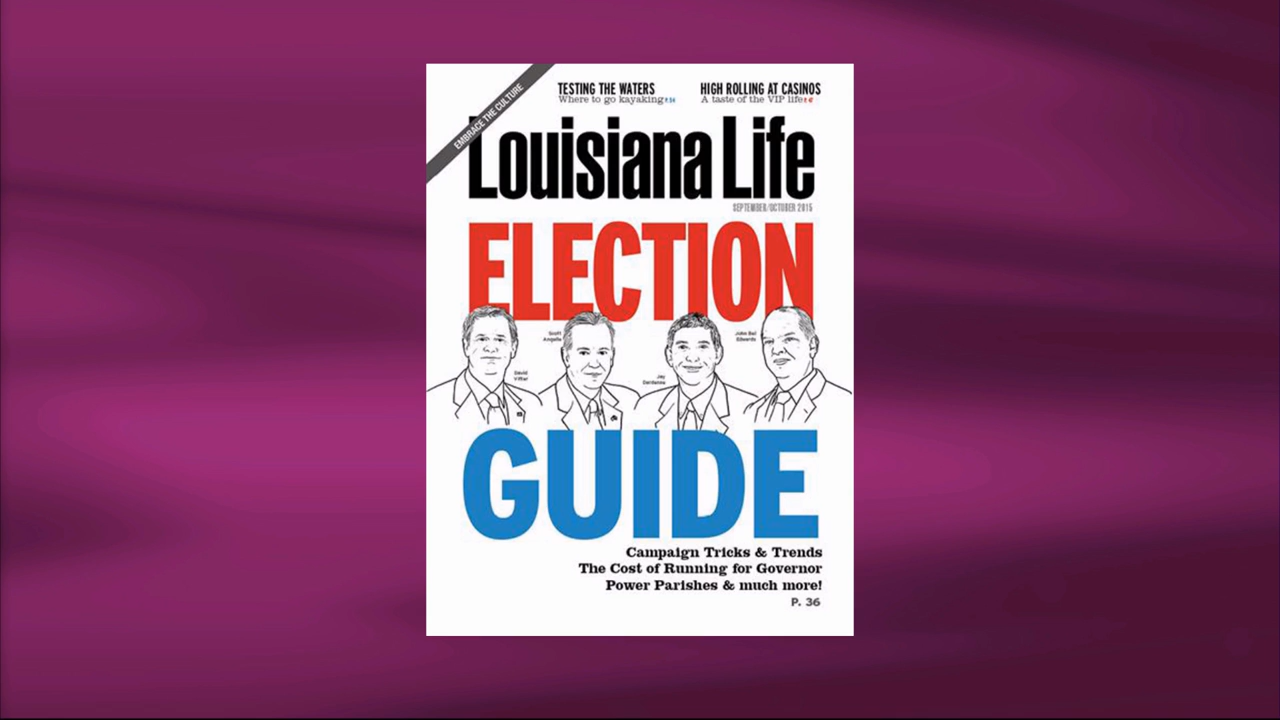 EMBRACE THE CULTURE
TESTING THE WATERS
Where to go kayaking P. 54
HIGH ROLLING AT CASINOS
A taste of the VIP life
Louisiana Life
SEPTEMBER/OCTOBER 2015
ELECTION
David
Vitter
Scott
Angelle
Jay
Dardenne
John Bel
Edwards
GUIDE
Campaign Tricks & Trends
The Cost of Running for Governor
Power Parishes & much more!
P. 36